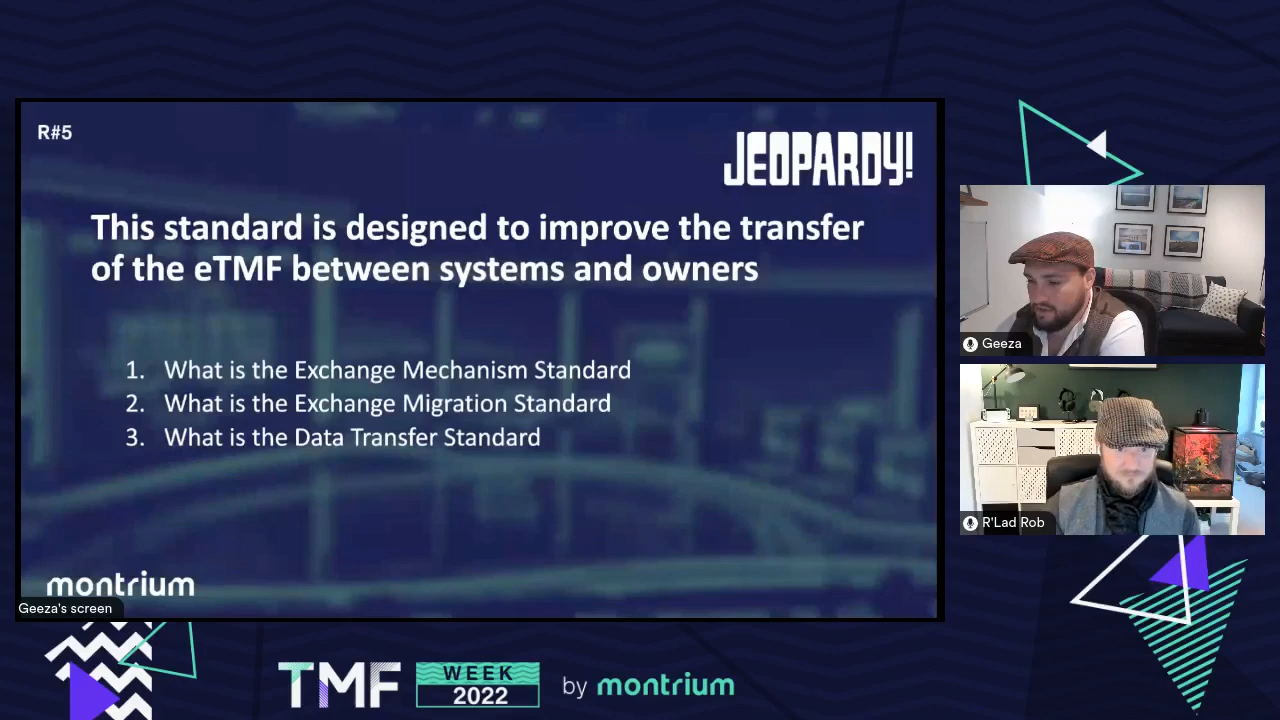 R#5
JEOPARDY!
This standard is designed to improve the transfer
of the eTMF between systems and owners
1. What is the Exchange Mechanism Standard
2. What is the Exchange Migration Standard
3. What is the Data Transfer Standard
montrium
Geeza's screen
Geeza
R'Lad Rob
TMF WEEK 2022 by montrium